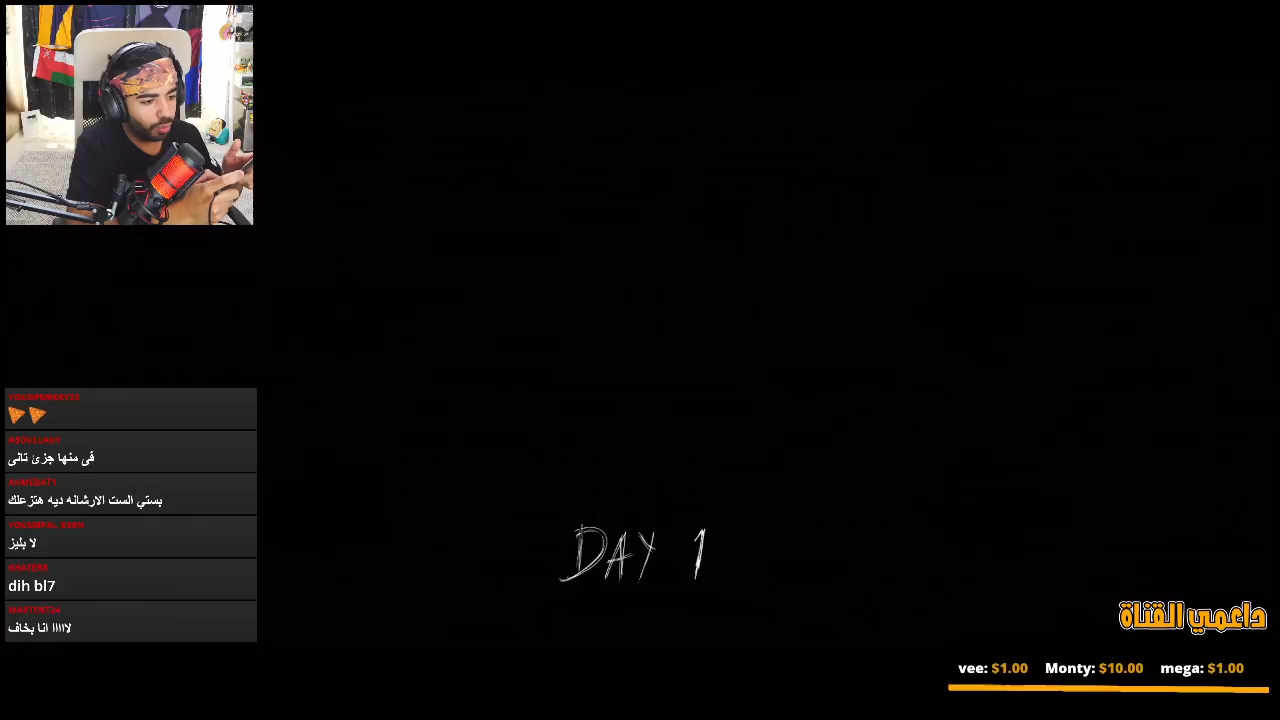 فى منها جزئ تانى
بستي الست الارشانه ديه هتزعلك
لا بليز
dih bl7
لااااا انا بخاف
DAY 1
داعمي القناة
vee: $1.00 Monty: $10.00 mega: $1.00